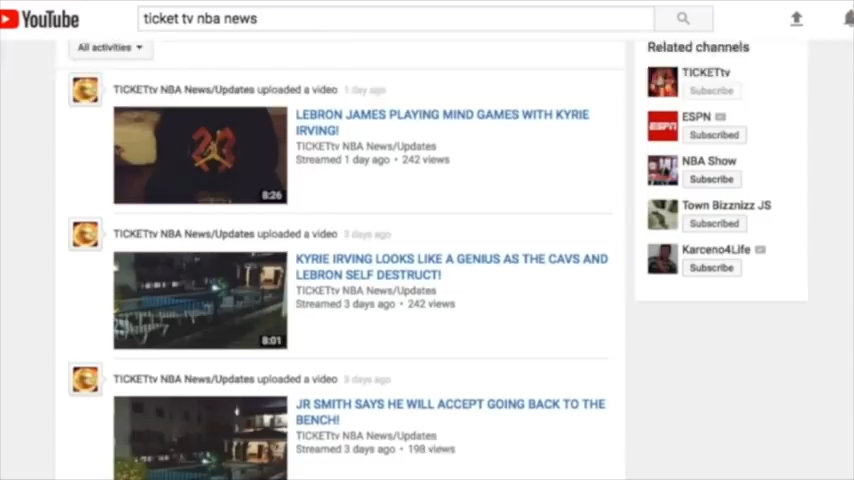 YouTube
ticket tv nba news
All activities
TICKETtv NBA News/Updates uploaded a video 1 day ago
LEBRON JAMES PLAYING MIND GAMES WITH KYRIE
IRVING!
TICKETtv NBA News/Updates
Streamed 1 day ago • 242 views
23
8:26
TICKETtv NBA News/Updates uploaded a video 3 days ago
KYRIE IRVING LOOKS LIKE A GENIUS AS THE CAVS AND
LEBRON SELF DESTRUCT!
TICKETtv NBA News/Updates
Streamed 3 days ago • 242 views
8:01
TICKETtv NBA News/Updates uploaded a video 3 days ago
JR SMITH SAYS HE WILL ACCEPT GOING BACK TO THE
BENCH!
TICKETtv NBA News/Updates
Streamed 3 days ago • 198 views
Related channels
TICKETtv
Subscribe
ESPN
ESPN
Subscribed
NBA Show
Subscribe
Town Bizznizz JS
Subscribed
Karceno4Life
Subscribe